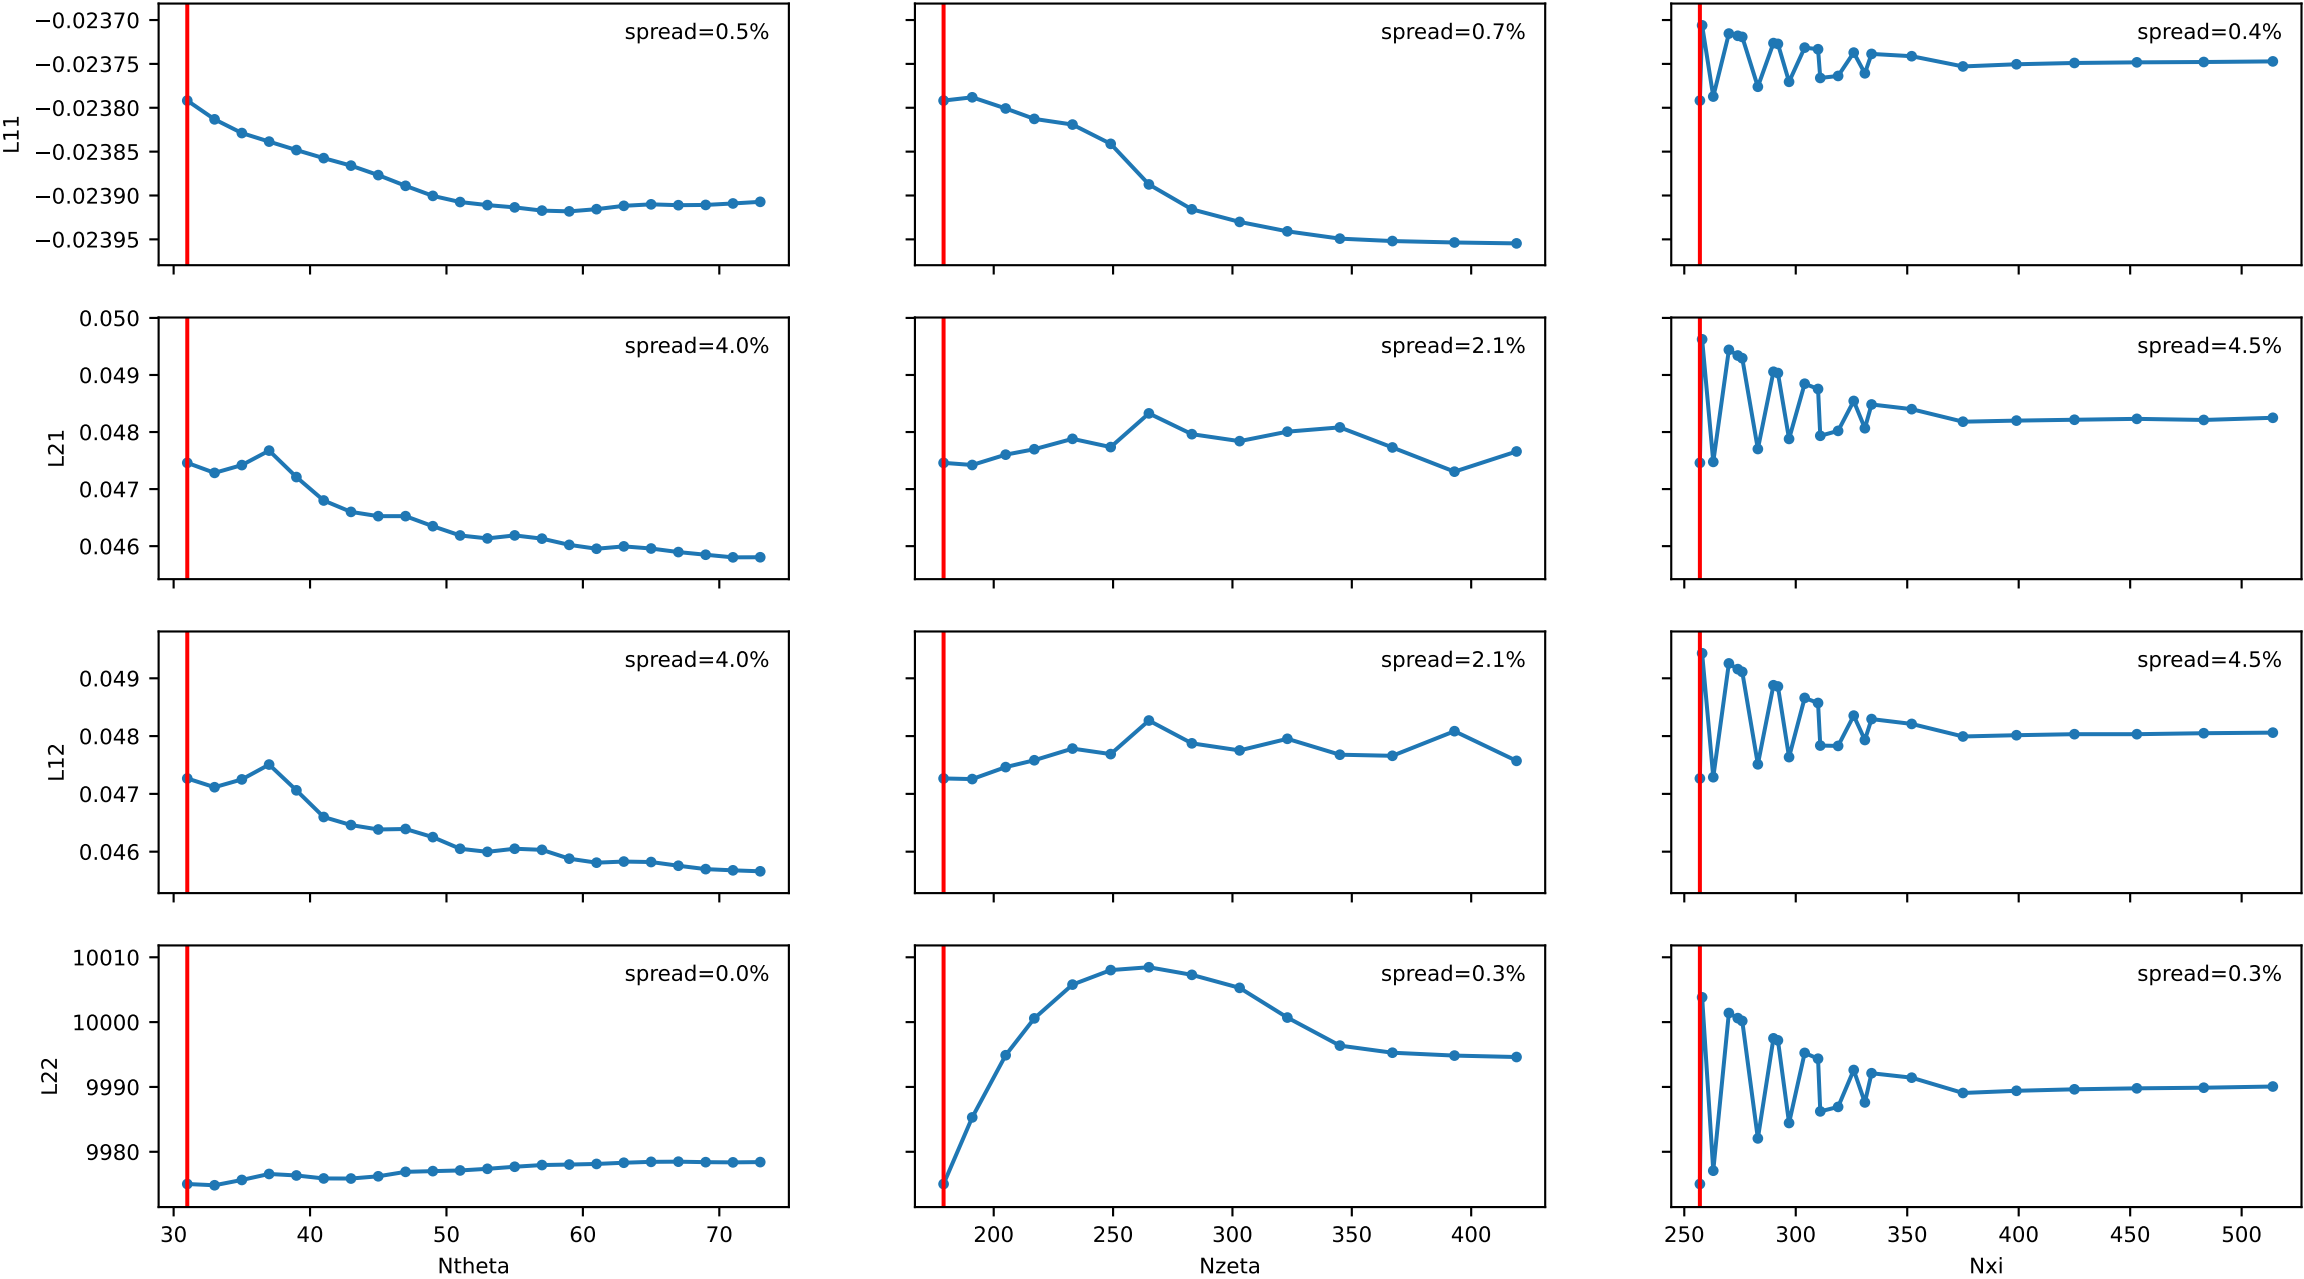 −0.02370
−0.02375
−0.02380
−0.02385
−0.02390
−0.02395
L11
spread=0.5%
spread=0.7%
spread=0.4%
0.050
0.049
0.048
0.047
0.046
L21
spread=4.0%
spread=2.1%
spread=4.5%
0.049
0.048
0.047
0.046
L12
spread=4.0%
spread=2.1%
spread=4.5%
10010
10000
9990
9980
L22
spread=0.0%
spread=0.3%
spread=0.3%
30 40 50 60 70
Ntheta
200 250 300 350 400
Nzeta
250 300 350 400 450 500
Nxi